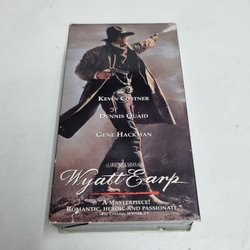 KEVIN COSTNER
DENNIS QUAID
GENE HACKMAN
Wyatt Earp
A MASTERPIECE!
ROMANTIC, HEROIC AND PASSIONATE."